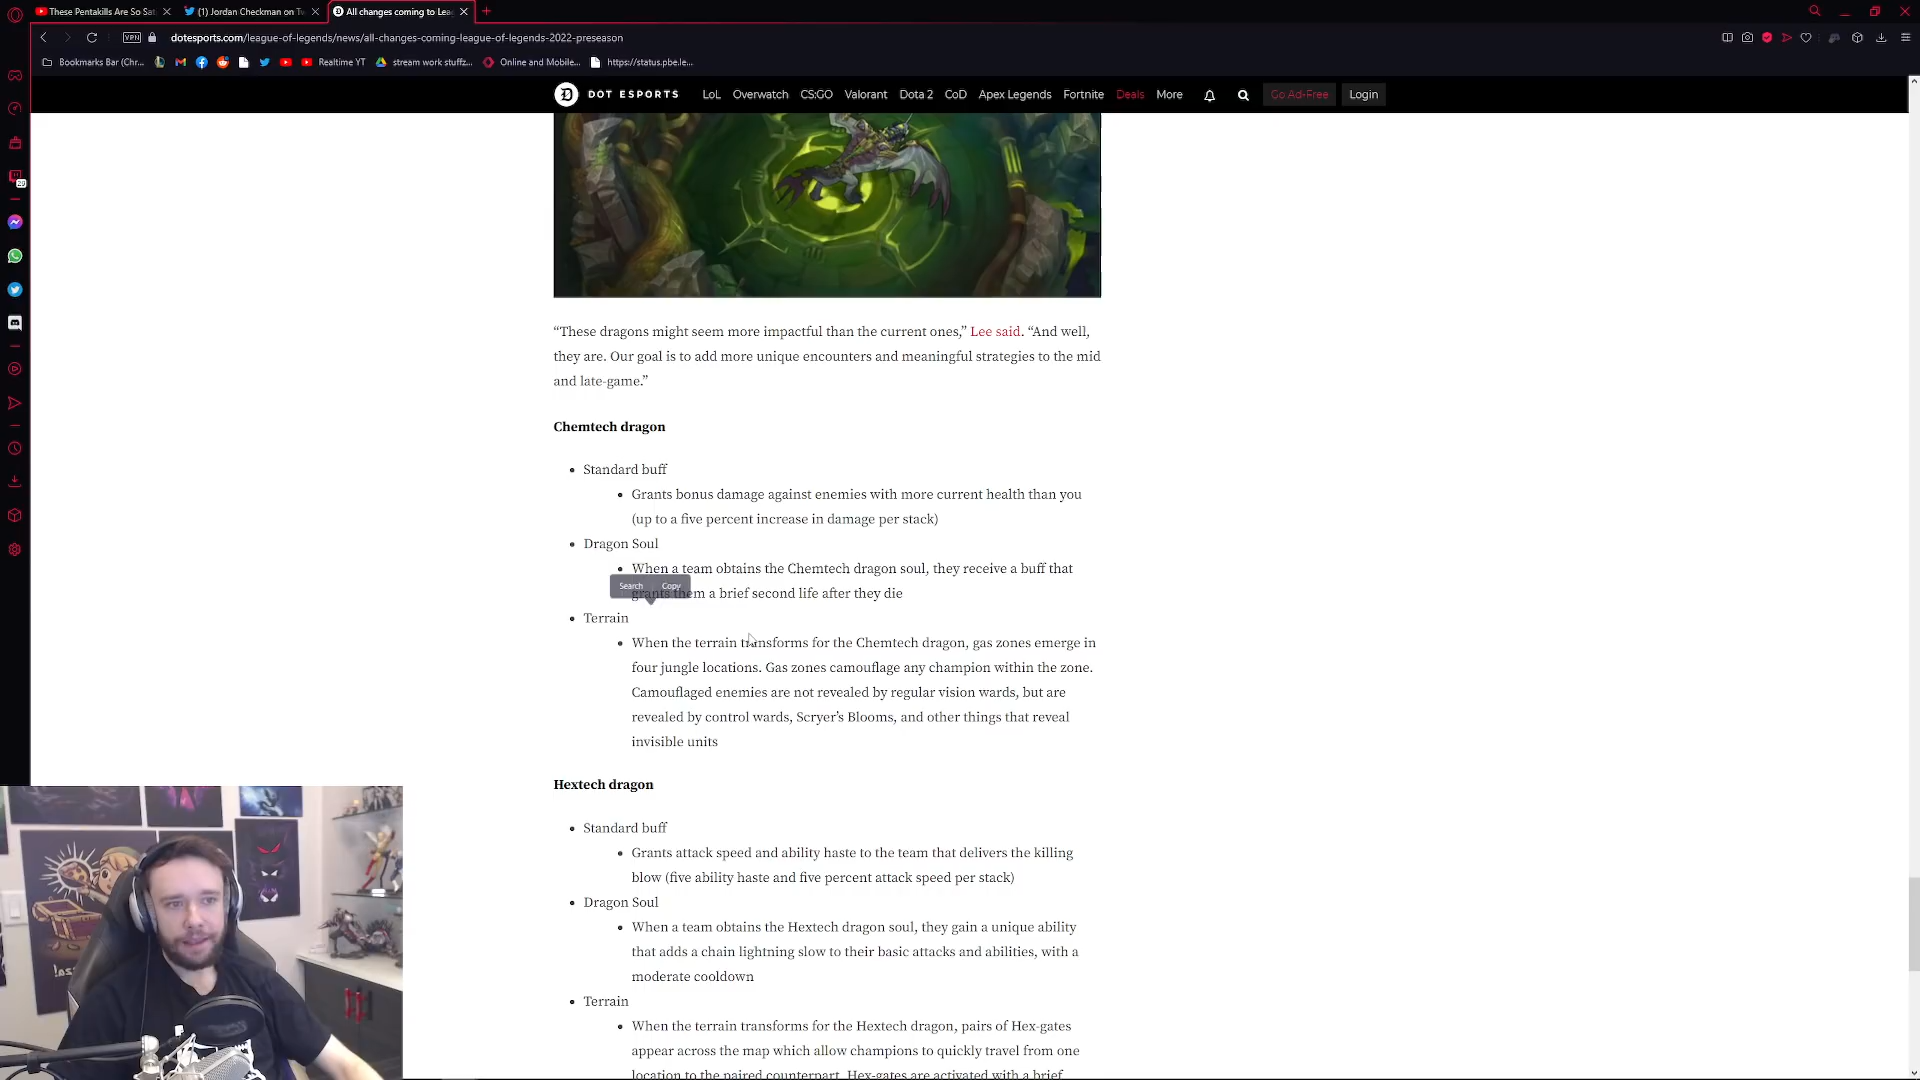 These Pentakills Are So Sat
(1) Jordan Checkman on Tw
All changes coming to Leag
VPN
dotesports.com/league-of-legends/news/all-changes-coming-league-of-legends-2022-preseason
Bookmarks Bar (Chr...
Realtime YT
stream work stuffz...
Online and Mobile...
https://status.pbe.le...
DOT ESPORTS
LoL
Overwatch
CS:GO
Valorant
Dota 2
CoD
Apex Legends
Fortnite
Deals
More
Go Ad-Free
Login
“These dragons might seem more impactful than the current ones,” Lee said. “And well,
they are. Our goal is to add more unique encounters and meaningful strategies to the mid
and late-game.”
Chemtech dragon
Standard buff
Grants bonus damage against enemies with more current health than you
(up to a five percent increase in damage per stack)
Dragon Soul
When a team obtains the Chemtech dragon soul, they receive a buff that
Search Copy
grants them a brief second life after they die
Terrain
When the terrain transforms for the Chemtech dragon, gas zones emerge in
four jungle locations. Gas zones camouflage any champion within the zone.
Camouflaged enemies are not revealed by regular vision wards, but are
revealed by control wards, Scryer’s Blooms, and other things that reveal
invisible units
Hextech dragon
Standard buff
Grants attack speed and ability haste to the team that delivers the killing
blow (five ability haste and five percent attack speed per stack)
Dragon Soul
When a team obtains the Hextech dragon soul, they gain a unique ability
that adds a chain lightning slow to their basic attacks and abilities, with a
moderate cooldown
Terrain
When the terrain transforms for the Hextech dragon, pairs of Hex-gates
appear across the map which allow champions to quickly travel from one
location to the paired counterpart. Hex-gates are activated with a brief